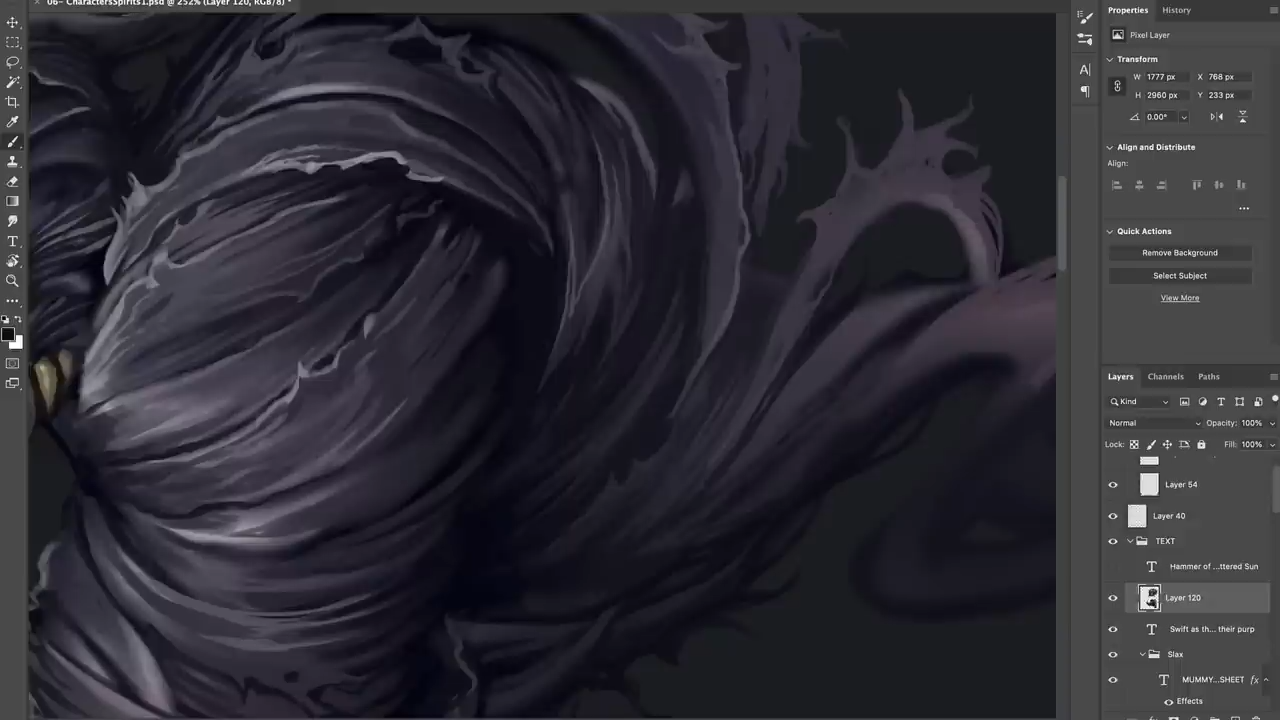 06- CharactersSpirits1.psd @ 252% (Layer 120, RGB/8) *
Properties
History
Pixel Layer
Transform
W 1777 px X 768 px
H 2960 px Y 233 px
0.00°
Align and Distribute
Align:
Quick Actions
Remove Background
Select Subject
View More
Layers Channels Paths
Kind
Normal Opacity: 100%
Lock: Fill: 100%
Layer 54
Layer 40
TEXT
Hammer of ...ttered Sun
Layer 120
Swift as th... their purp
Slax
MUMMY...SHEET fx
Effects